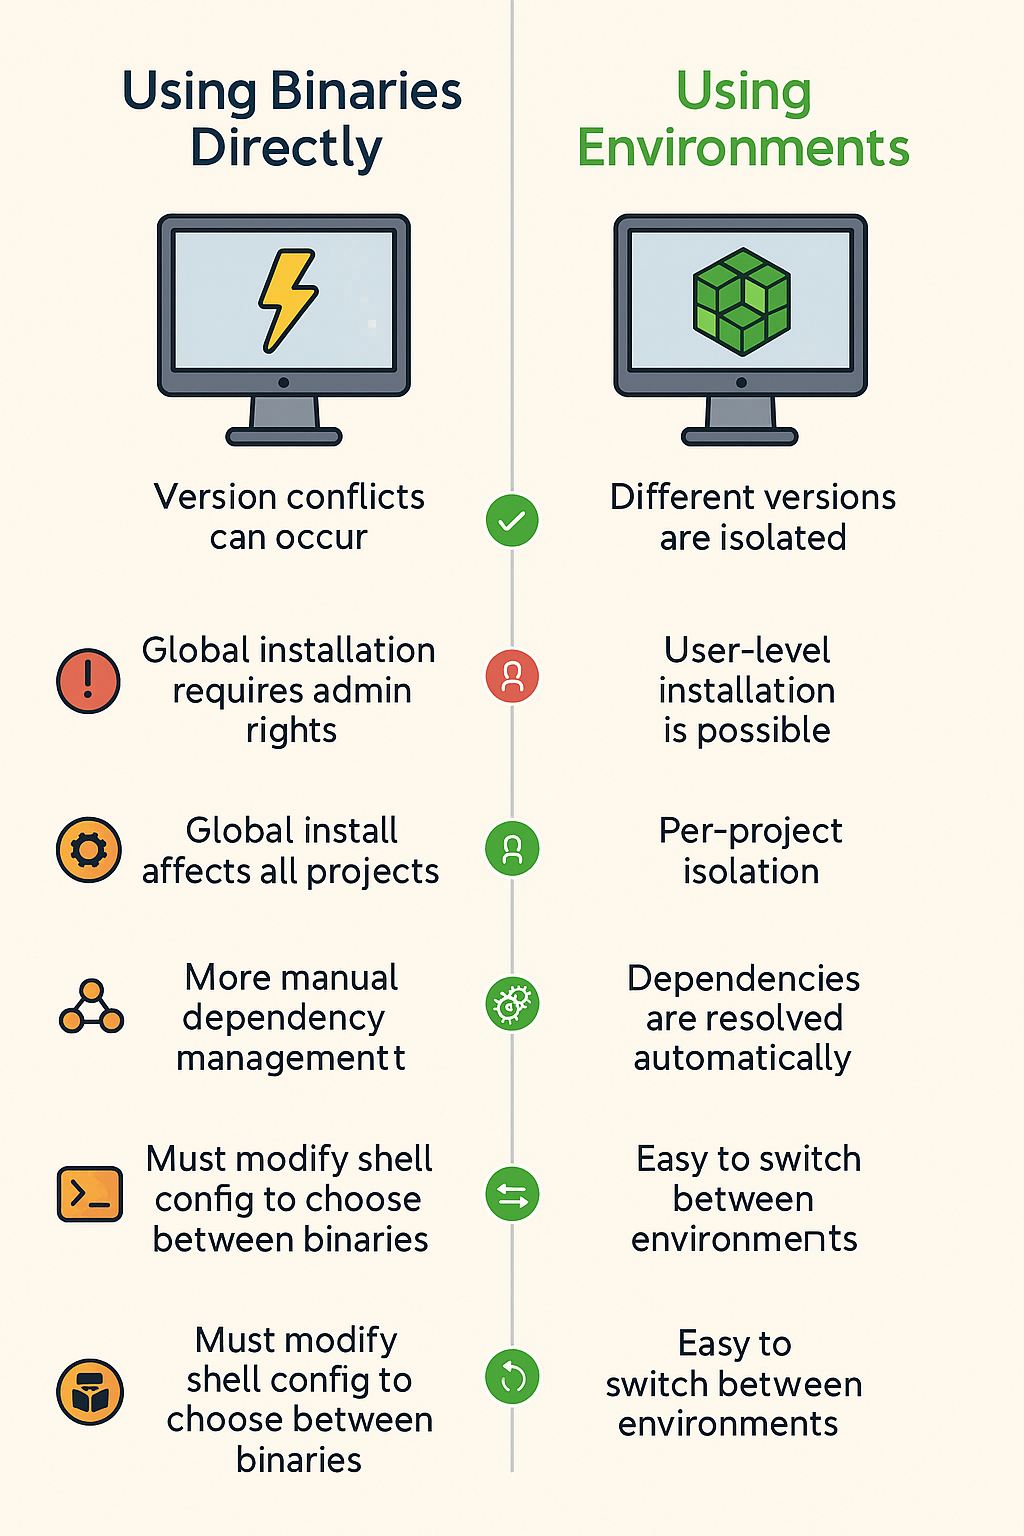 Using Binaries
Directly
Using
Environments
Version conflicts
can occur
Different versions
are isolated
Global installation
requires admin
rights
User-level
installation
is possible
Global install
affects all projects
Per-project
isolation
More manual
dependency
managementt
Dependencies
are resolved
automatically
Must modify shell
config to choose
between binaries
Easy to switch
between
environments
Must modify
shell config to
choose between
binaries
Easy to
switch between
environments